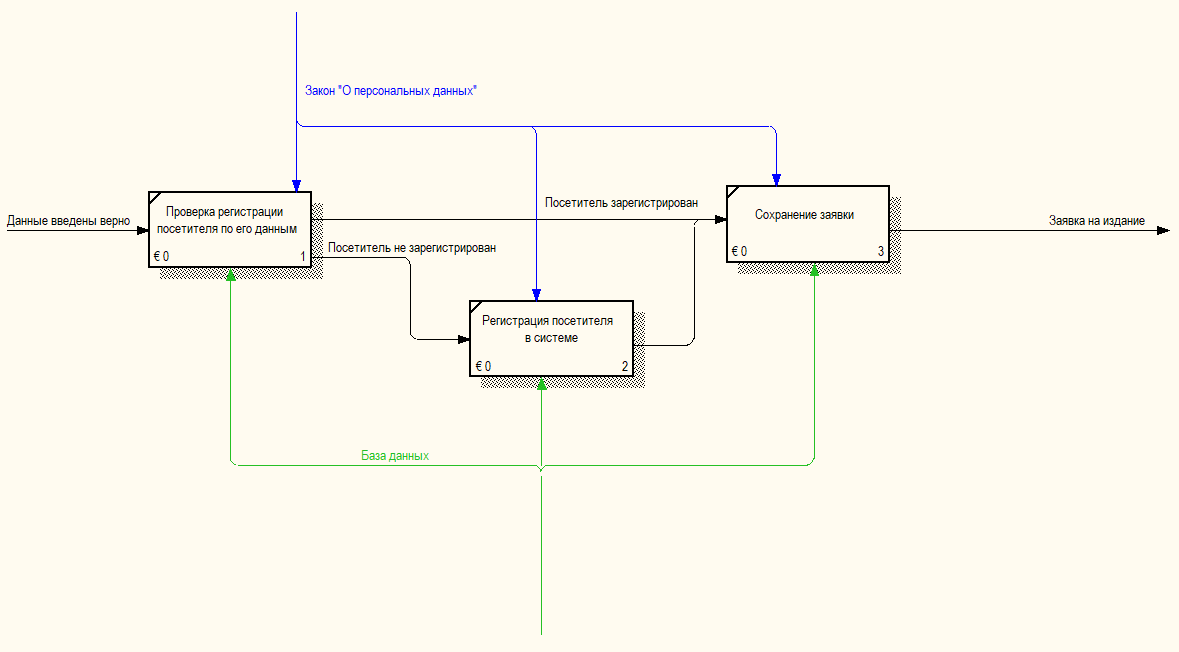 Закон "О персональных данных"
Данные введены верно
Проверка регистрации
посетителя по его данным
€ 0
1
Посетитель зарегистрирован
Посетитель не зарегистрирован
Сохранение заявки
€ 0
3
Заявка на издание
Регистрация посетителя
в системе
€ 0
2
База данных